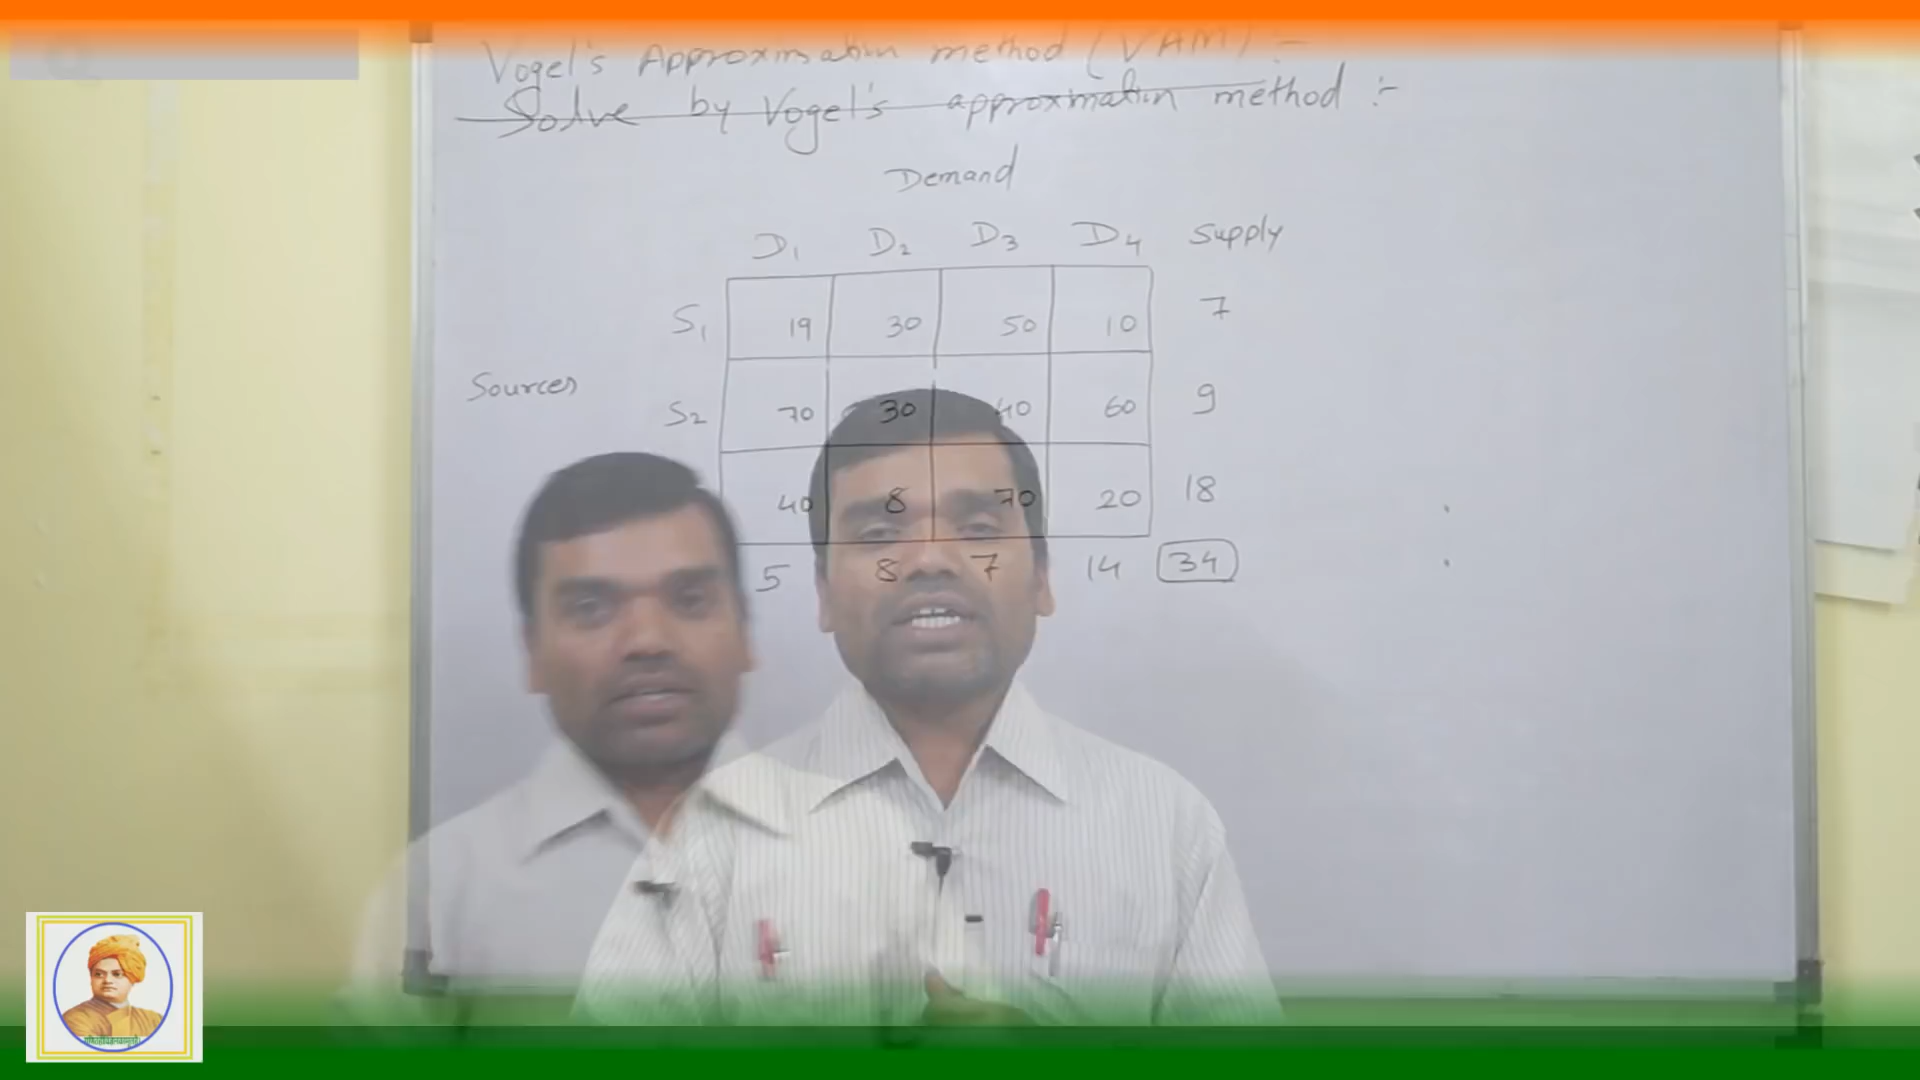 Vogel's Approximation method (VAM) :-
Solve by Vogel's approximation method :-
Demand
D1 D2 D3 D4 Supply
S1 19 30 50 10 7
Sources
S2 70 30 40 60 9
40 8 70 20 18
5 8 7 14 34